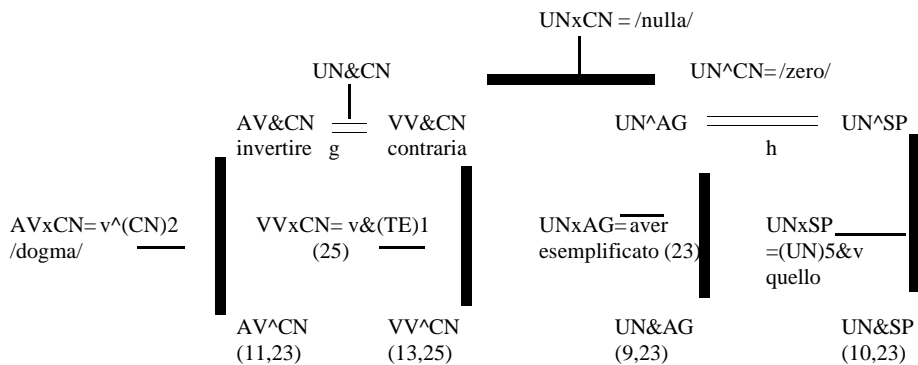 UNxCN = /nulla/
UN&CN
UN^CN=/zero/
AV&CN VV&CN UN^AG UN^SP
invertire g contraria h
AVxCN= v^(CN)2 VVxCN= v&(TE)1 UNxAG= aver UNxSP
/dogma/ (25) esemplificato (23) =(UN)5&v
quello
AV^CN VV^CN UN&AG UN&SP
(11,23) (13,25) (9,23) (10,23)